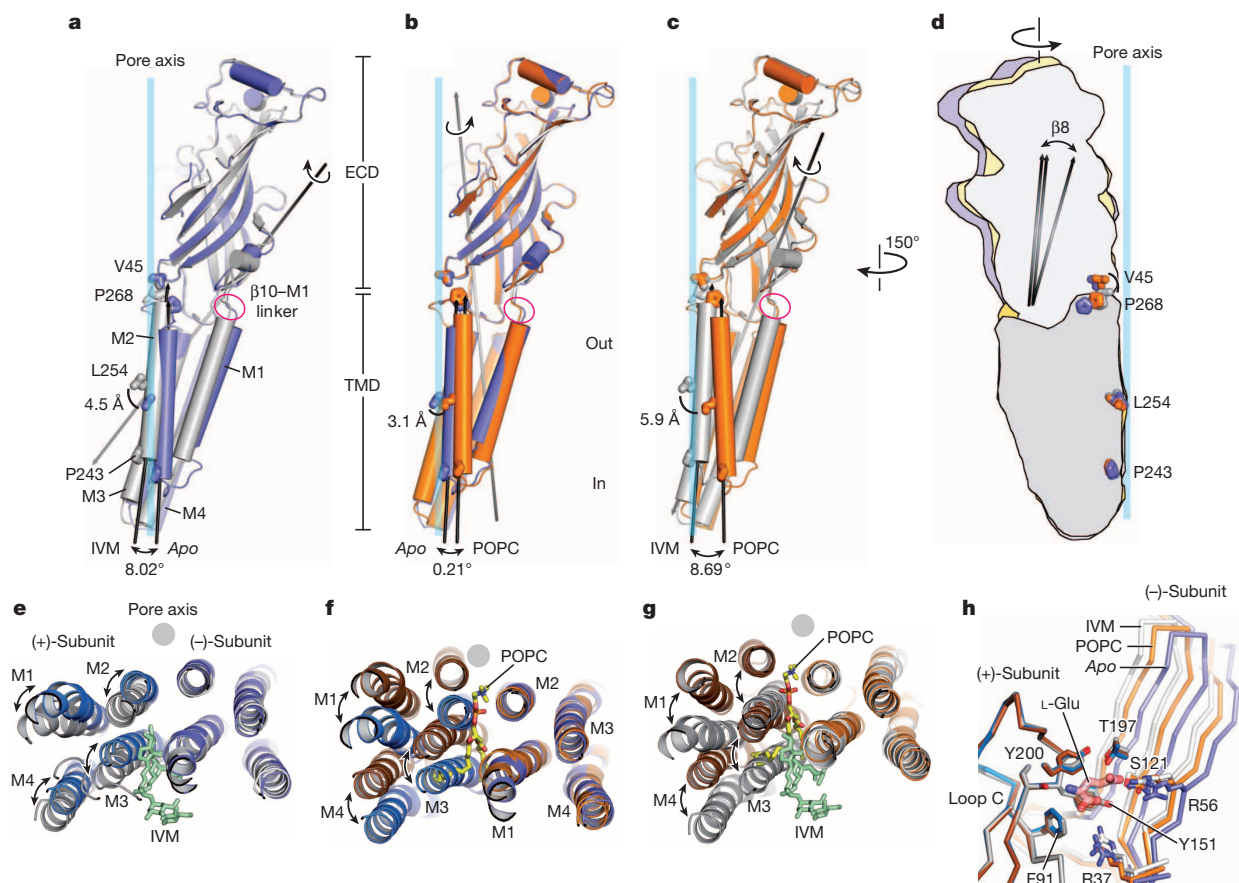 a
b
c
d
Pore axis
Pore axis
ECD
TMD
Out
In
150°
V45
P268
β10–M1
linker
M2
M1
L254
4.5 Å
P243
M3
M4
IVM
Apo
8.02°
3.1 Å
Apo
POPC
0.21°
5.9 Å
IVM
POPC
8.69°
β8
V45
P268
L254
P243
e
Pore axis
(+)-Subunit
(–)-Subunit
M1
M2
M4
M3
IVM
f
POPC
M2
M1
M2
M3
M4
M3
M4
M1
g
POPC
M2
M1
M4
M3
IVM
h
(–)-Subunit
IVM
POPC
Apo
(+)-Subunit
L-Glu
T197
Y200
S121
Loop C
R56
Y151
F91
R37